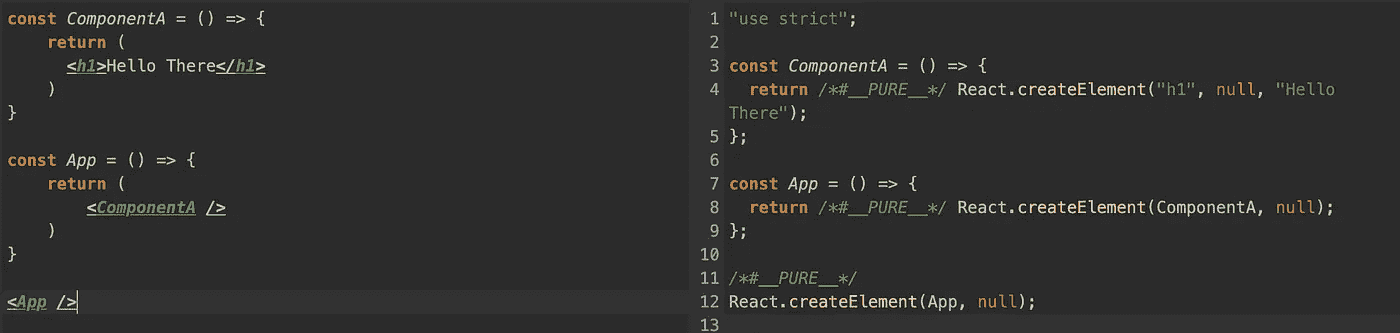 const ComponentA = () => {
    return (
      <h1>Hello There</h1>
    )
}

const App = () => {
    return (
        <ComponentA />
    )
}

<App />
1 "use strict";
2
3 const ComponentA = () => {
4   return /*#__PURE__*/ React.createElement("h1", null, "Hello
There");
5 };
6
7 const App = () => {
8   return /*#__PURE__*/ React.createElement(ComponentA, null);
9 };
10
11 /*#__PURE__*/
12 React.createElement(App, null);
13